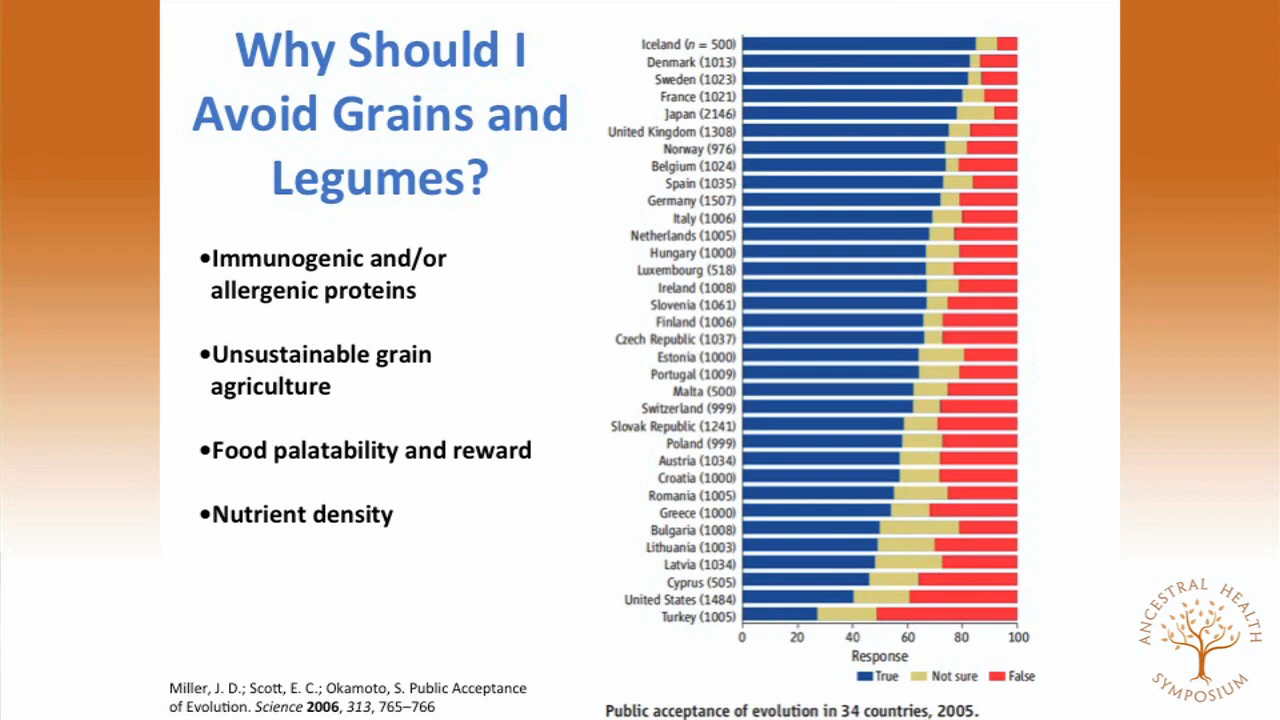 Why Should I
Avoid Grains and
Legumes?
•Immunogenic and/or
allergenic proteins
•Unsustainable grain
agriculture
•Food palatability and reward
•Nutrient density
Miller, J. D.; Scott, E. C.; Okamoto, S. Public Acceptance
of Evolution. Science 2006, 313, 765–766
Iceland (n = 500)
Denmark (1013)
Sweden (1023)
France (1021)
Japan (2146)
United Kingdom (1308)
Norway (976)
Belgium (1024)
Spain (1035)
Germany (1507)
Italy (1006)
Netherlands (1005)
Hungary (1000)
Luxembourg (518)
Ireland (1008)
Slovenia (1061)
Finland (1006)
Czech Republic (1037)
Estonia (1000)
Portugal (1009)
Malta (500)
Switzerland (999)
Slovak Republic (1241)
Poland (999)
Austria (1034)
Croatia (1000)
Romania (1005)
Greece (1000)
Bulgaria (1008)
Lithuania (1003)
Latvia (1034)
Cyprus (505)
United States (1484)
Turkey (1005)
0 20 40 60 80 100
Response
True Not sure False
Public acceptance of evolution in 34 countries, 2005.
ANCESTRAL HEALTH
SYMPOSIUM